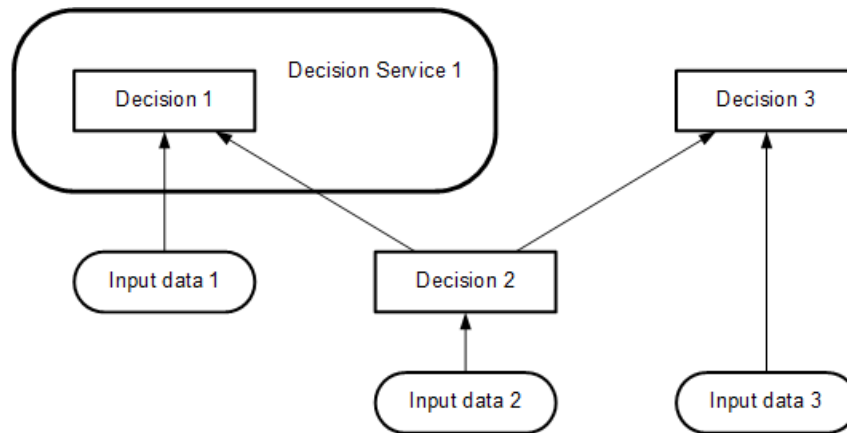 Decision Service 1
Decision 1
Decision 3
Input data 1
Decision 2
Input data 2
Input data 3